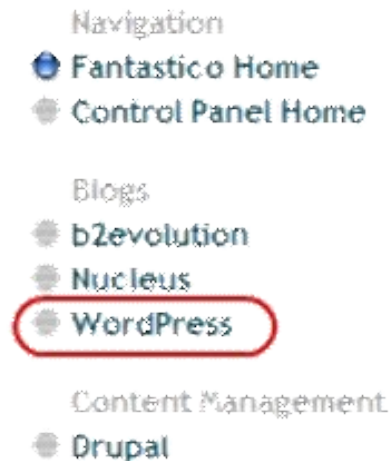 Navigation
Fantastico Home
Control Panel Home
Blogs
b2evolution
Nucleus
WordPress
Content Management
Drupal